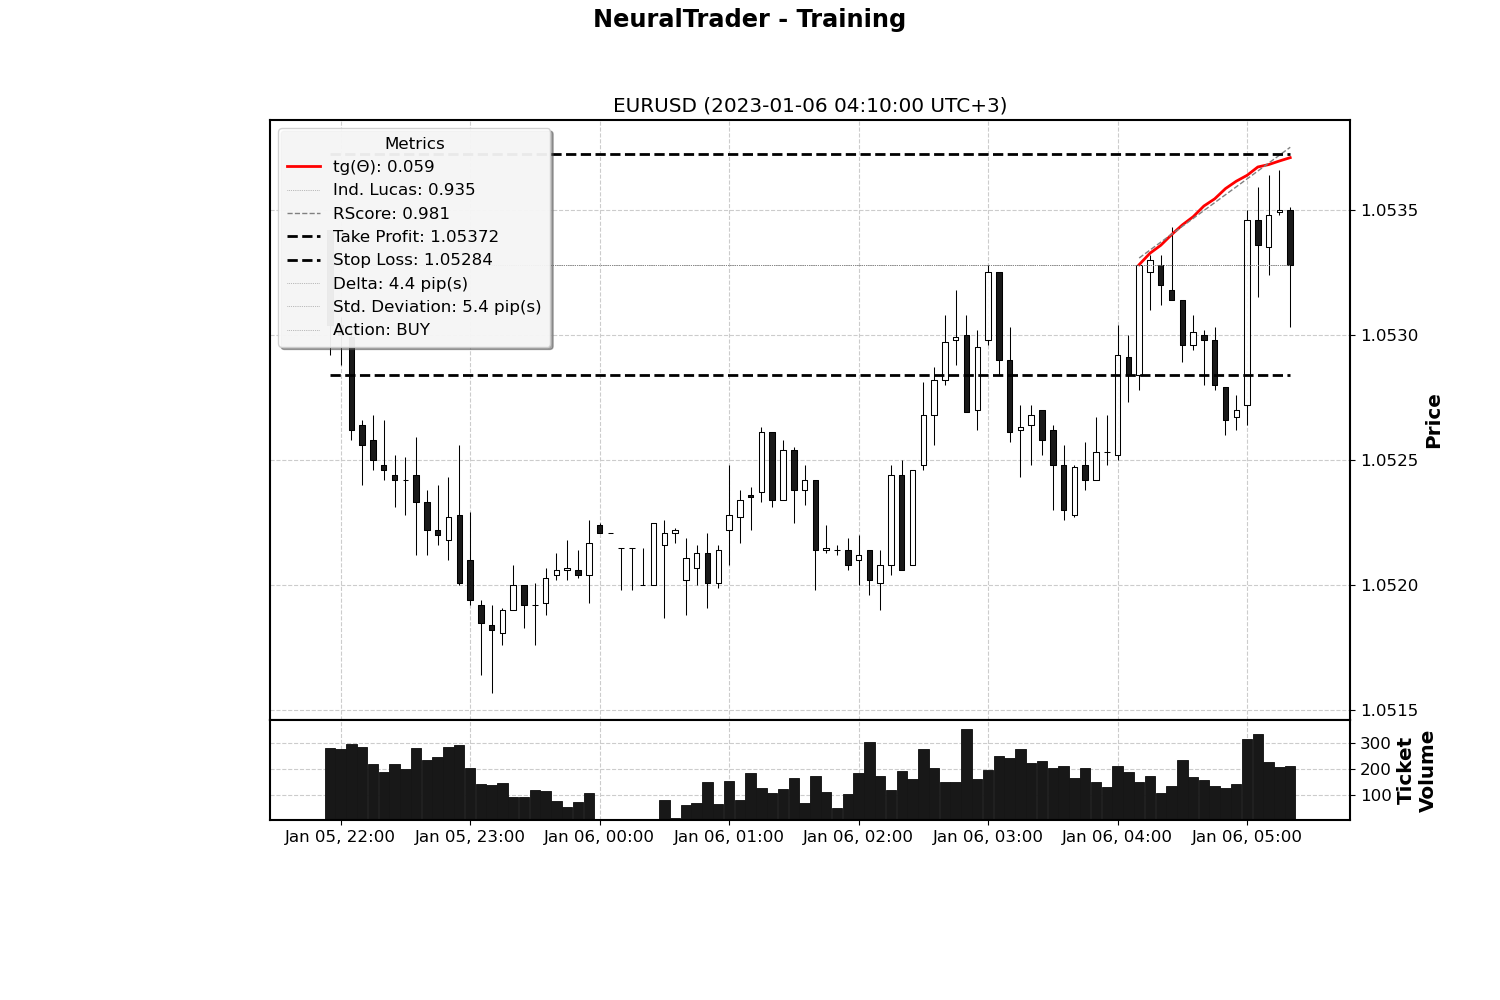 NeuralTrader - Training
EURUSD (2023-01-06 04:10:00 UTC+3)
Metrics
tg(Θ): 0.059
Ind. Lucas: 0.935
RScore: 0.981
Take Profit: 1.05372
Stop Loss: 1.05284
Delta: 4.4 pip(s)
Std. Deviation: 5.4 pip(s)
Action: BUY
1.0535
1.0530
1.0525
1.0520
1.0515
Price
300
200
100
Ticket
Volume
Jan 05, 22:00
Jan 05, 23:00
Jan 06, 00:00
Jan 06, 01:00
Jan 06, 02:00
Jan 06, 03:00
Jan 06, 04:00
Jan 06, 05:00